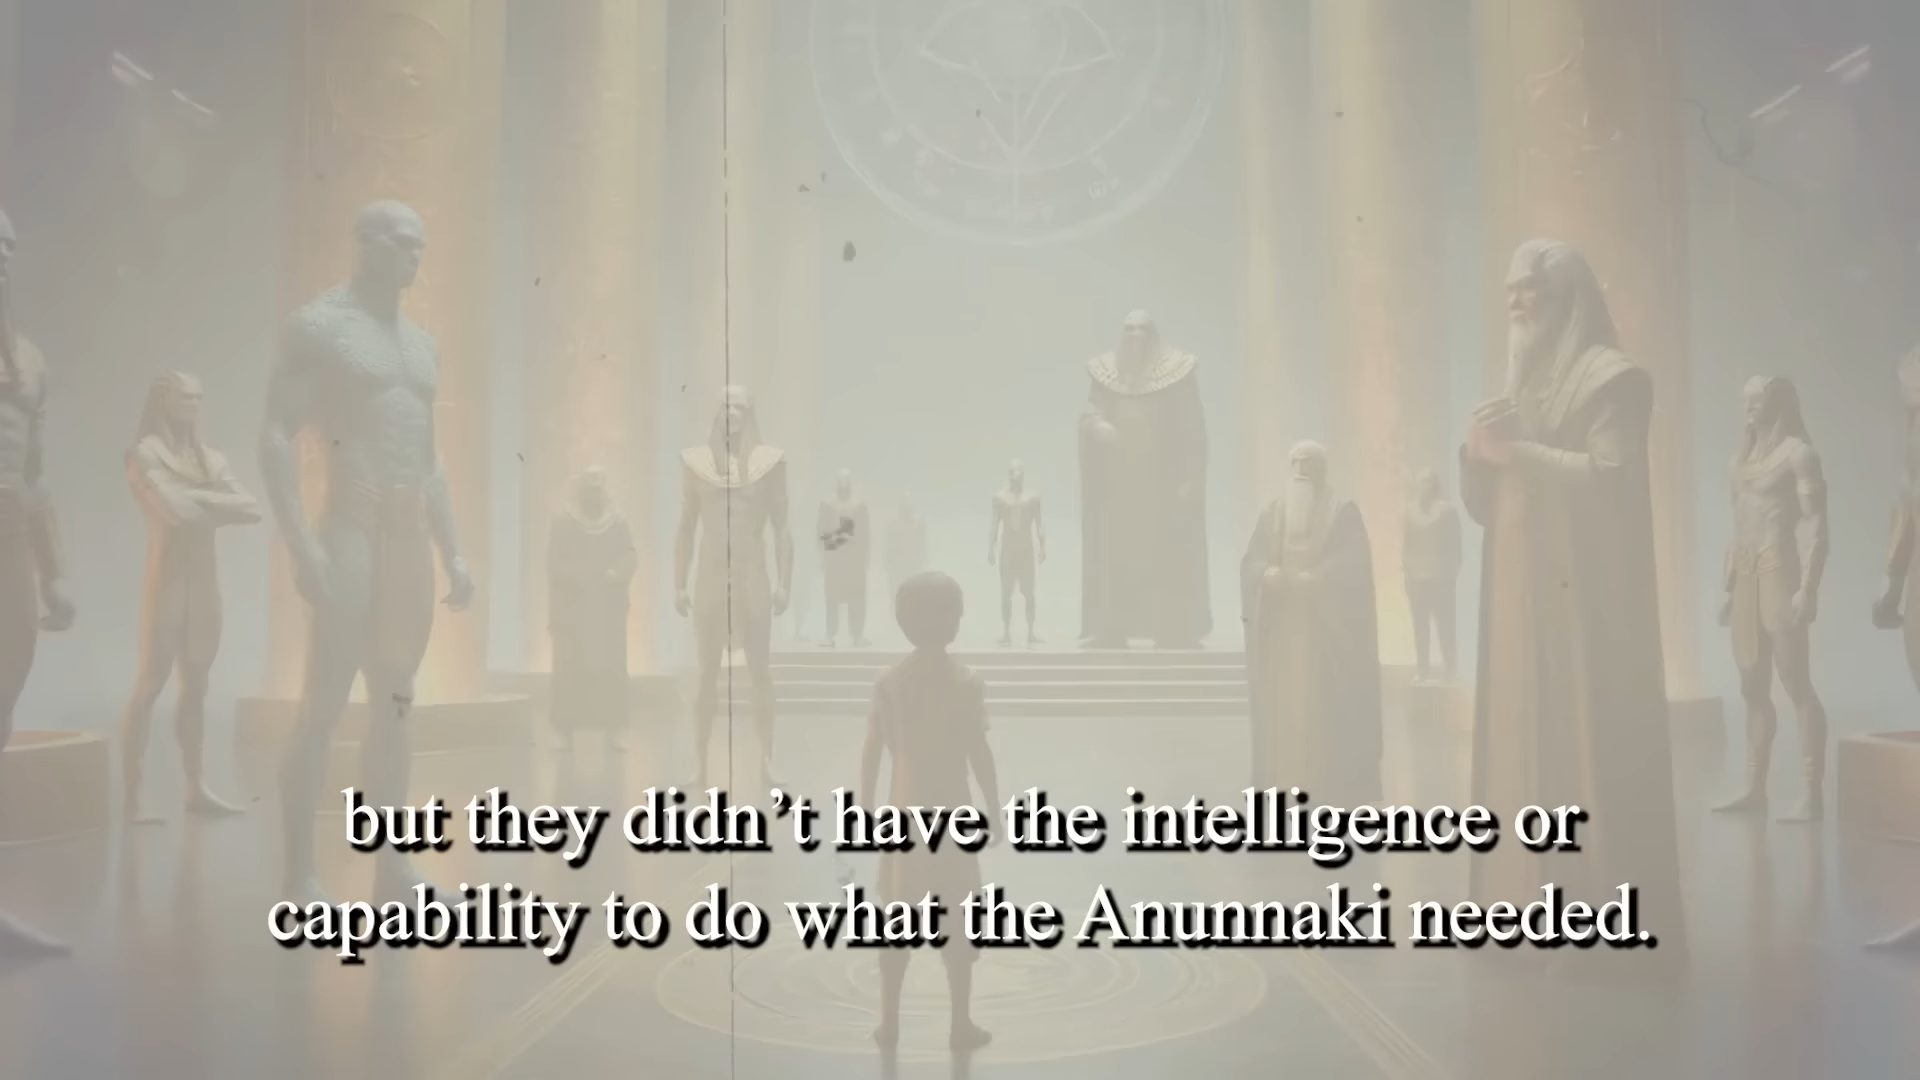 but they didn’t have the intelligence or
capability to do what the Anunnaki needed.